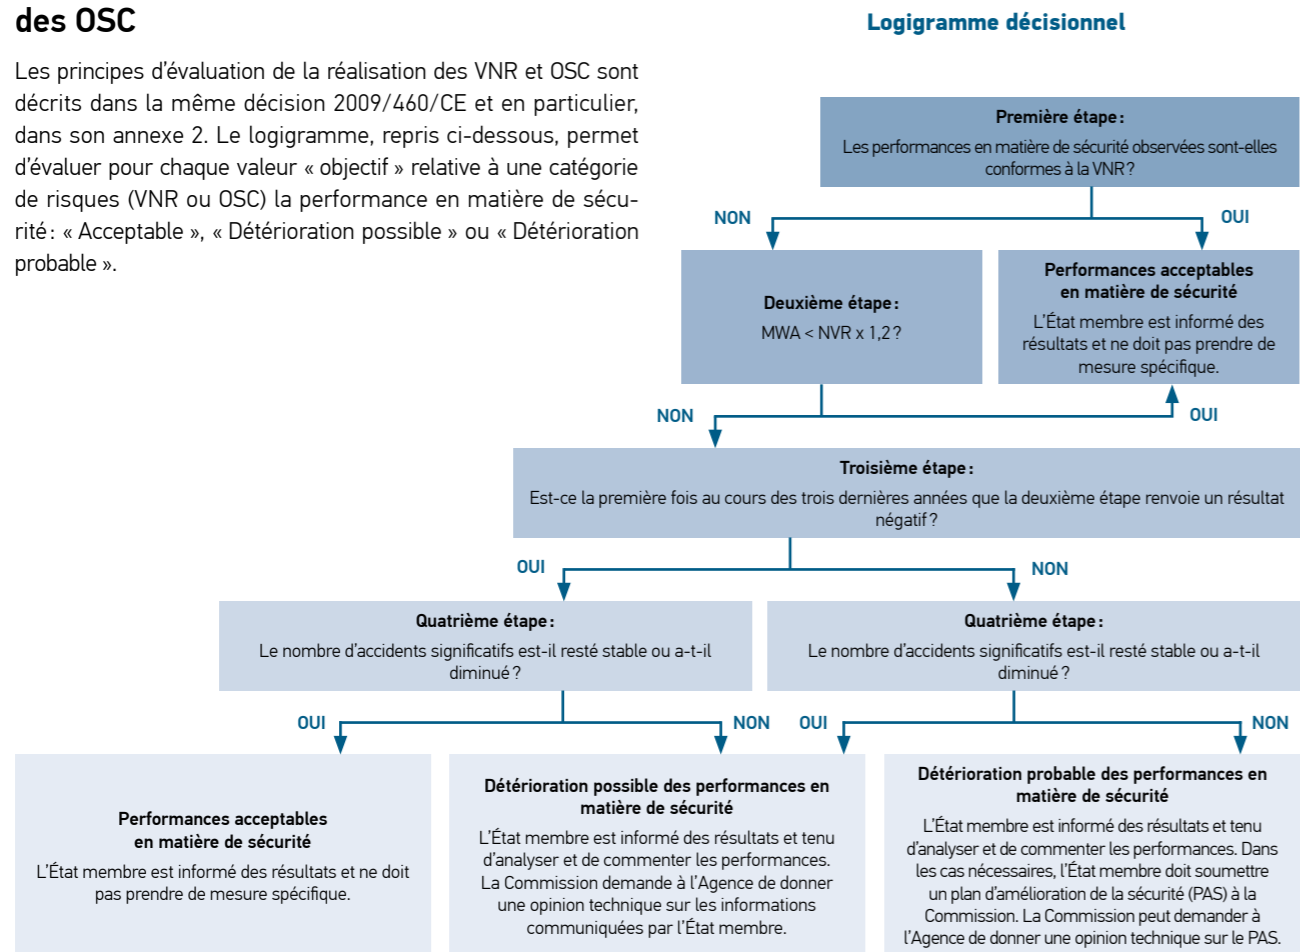 des OSC
Les principes d’évaluation de la réalisation des VNR et OSC sont
décrits dans la même décision 2009/460/CE et en particulier,
dans son annexe 2. Le logigramme, repris ci-dessous, permet
d’évaluer pour chaque valeur « objectif » relative à une catégorie
de risques (VNR ou OSC) la performance en matière de sécu-
rité : « Acceptable », « Détérioration possible » ou « Détérioration
probable ».
Logigramme décisionnel
Première étape :
Les performances en matière de sécurité observées sont-elles
conformes à la VNR ?
NON
OUI
Deuxième étape :
MWA < NVR x 1,2 ?
Performances acceptables
en matière de sécurité
L’État membre est informé des
résultats et ne doit pas prendre de
mesure spécifique.
NON
OUI
Troisième étape :
Est-ce la première fois au cours des trois dernières années que la deuxième étape renvoie un résultat
négatif ?
OUI
NON
Quatrième étape :
Le nombre d’accidents significatifs est-il resté stable ou a-t-il
diminué ?
Quatrième étape :
Le nombre d’accidents significatifs est-il resté stable ou a-t-il
diminué ?
OUI
NON
OUI
NON
Performances acceptables
en matière de sécurité
L’État membre est informé des résultats et ne doit
pas prendre de mesure spécifique.
Détérioration possible des performances en
matière de sécurité
L’État membre est informé des résultats et tenu
d’analyser et de commenter les performances.
La Commission demande à l’Agence de donner
une opinion technique sur les informations
communiquées par l’État membre.
Détérioration probable des performances en
matière de sécurité
L’État membre est informé des résultats et tenu
d’analyser et de commenter les performances. Dans
les cas nécessaires, l’État membre doit soumettre
un plan d’amélioration de la sécurité (PAS) à la
Commission. La Commission peut demander à
l’Agence de donner une opinion technique sur le PAS.